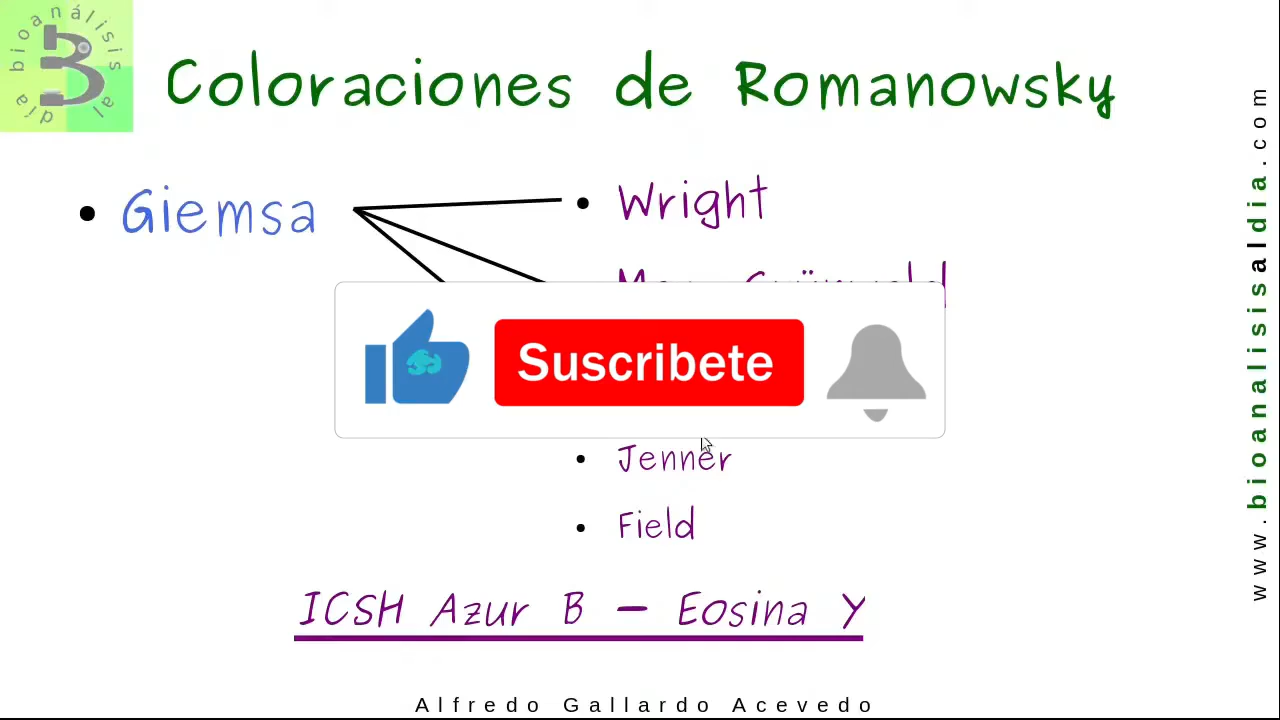 bioanálisis al día
Coloraciones de Romanowsky
• Giemsa
• Wright
Suscribete
• Jenner
• Field
ICSH Azur B – Eosina Y
Alfredo Gallardo Acevedo
www.bioanalisisaldia.com